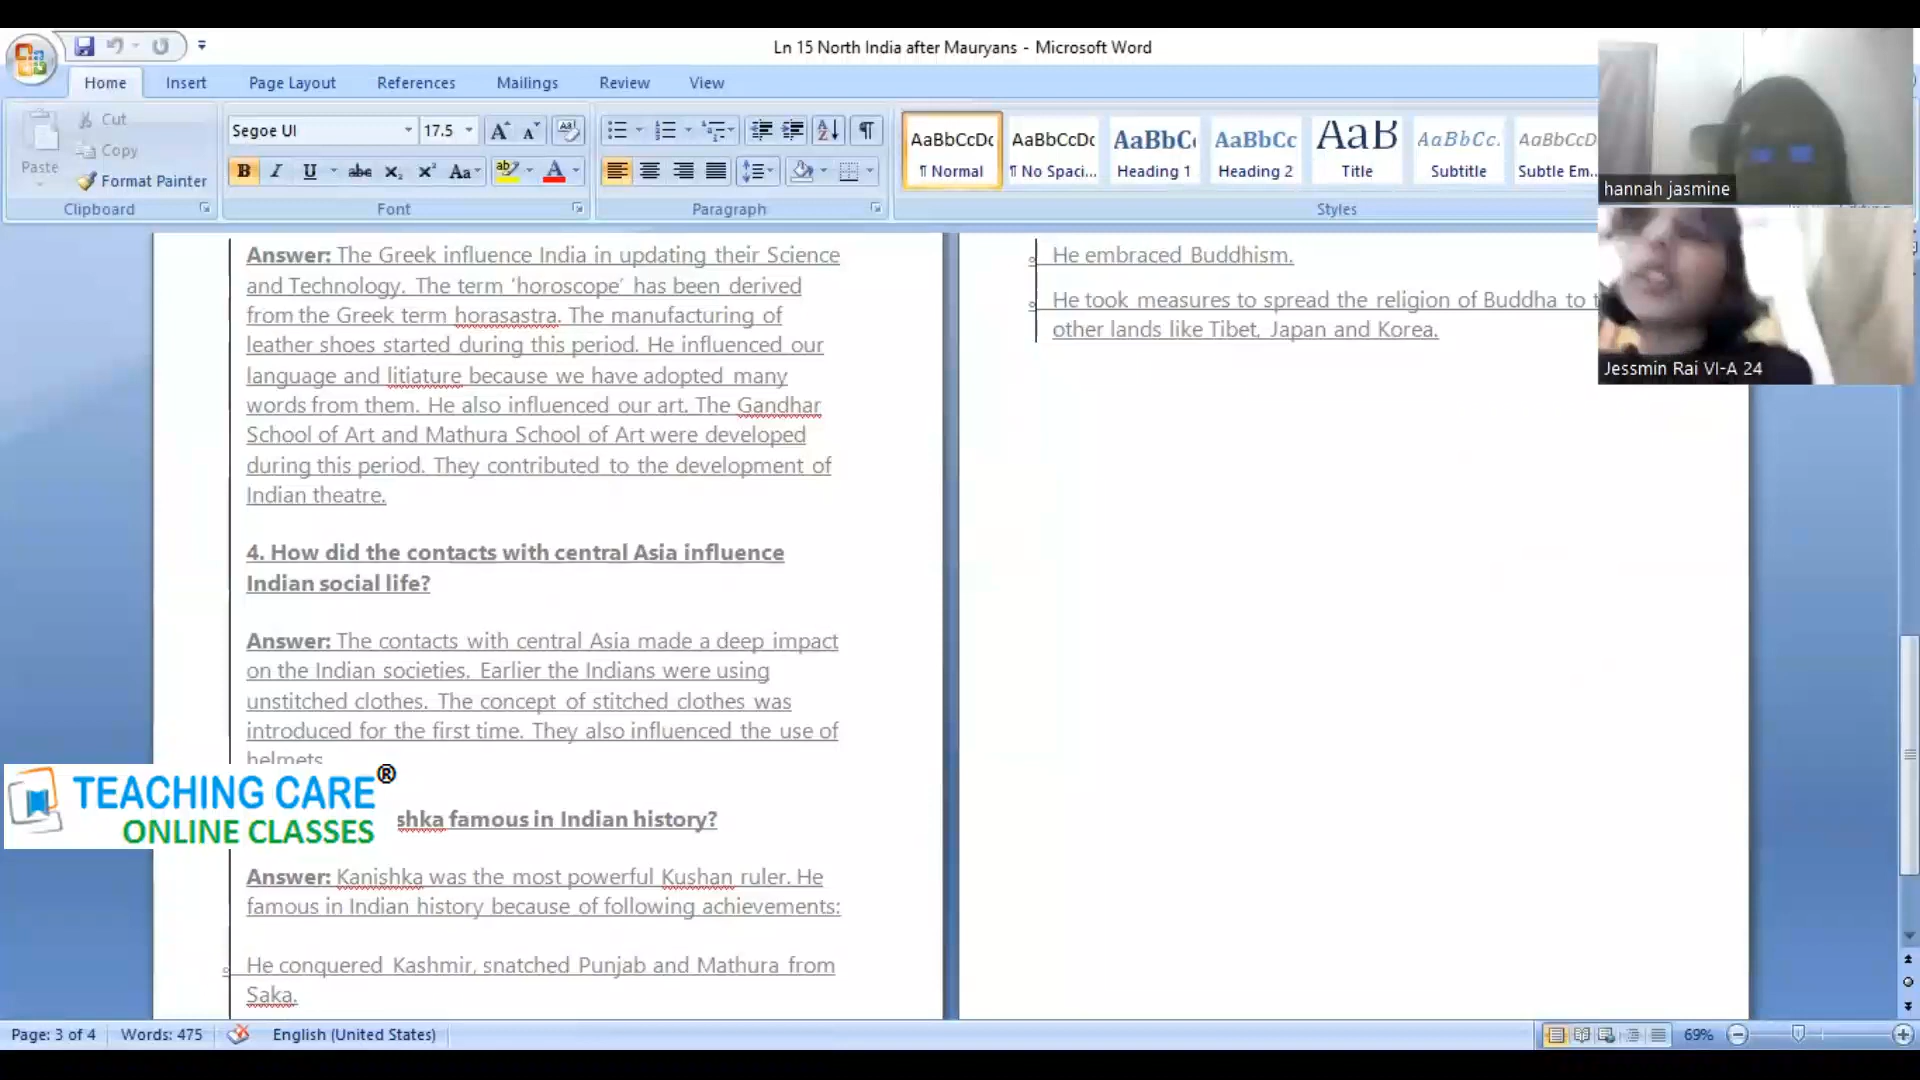 Ln 15 North India after Mauryans - Microsoft Word
Home Insert Page Layout References Mailings Review View
Paste
Cut
Copy
Format Painter
Clipboard
Segoe UI 17.5
Font
Paragraph
AaBbCcDc AaBbCcDc AaBbC AaBbCc AaB AaBbCc. AaBbCcD
¶ Normal ¶ No Spaci... Heading 1 Heading 2 Title Subtitle Subtle Em...
Styles
hannah jasmine
Jessmin Rai VI-A 24
Answer: The Greek influence India in updating their Science
and Technology. The term ‘horoscope’ has been derived
from the Greek term horasastra. The manufacturing of
leather shoes started during this period. He influenced our
language and litiature because we have adopted many
words from them. He also influenced our art. The Gandhar
School of Art and Mathura School of Art were developed
during this period. They contributed to the development of
Indian theatre.
4. How did the contacts with central Asia influence
Indian social life?
Answer: The contacts with central Asia made a deep impact
on the Indian societies. Earlier the Indians were using
unstitched clothes. The concept of stitched clothes was
introduced for the first time. They also influenced the use of
helmets.
TEACHING CARE®
ONLINE CLASSES
shka famous in Indian history?
Answer: Kanishka was the most powerful Kushan ruler. He
famous in Indian history because of following achievements:
He conquered Kashmir, snatched Punjab and Mathura from
Saka.
He embraced Buddhism.
He took measures to spread the religion of Buddha to
other lands like Tibet, Japan and Korea.
Page: 3 of 4 Words: 475 English (United States) 69%